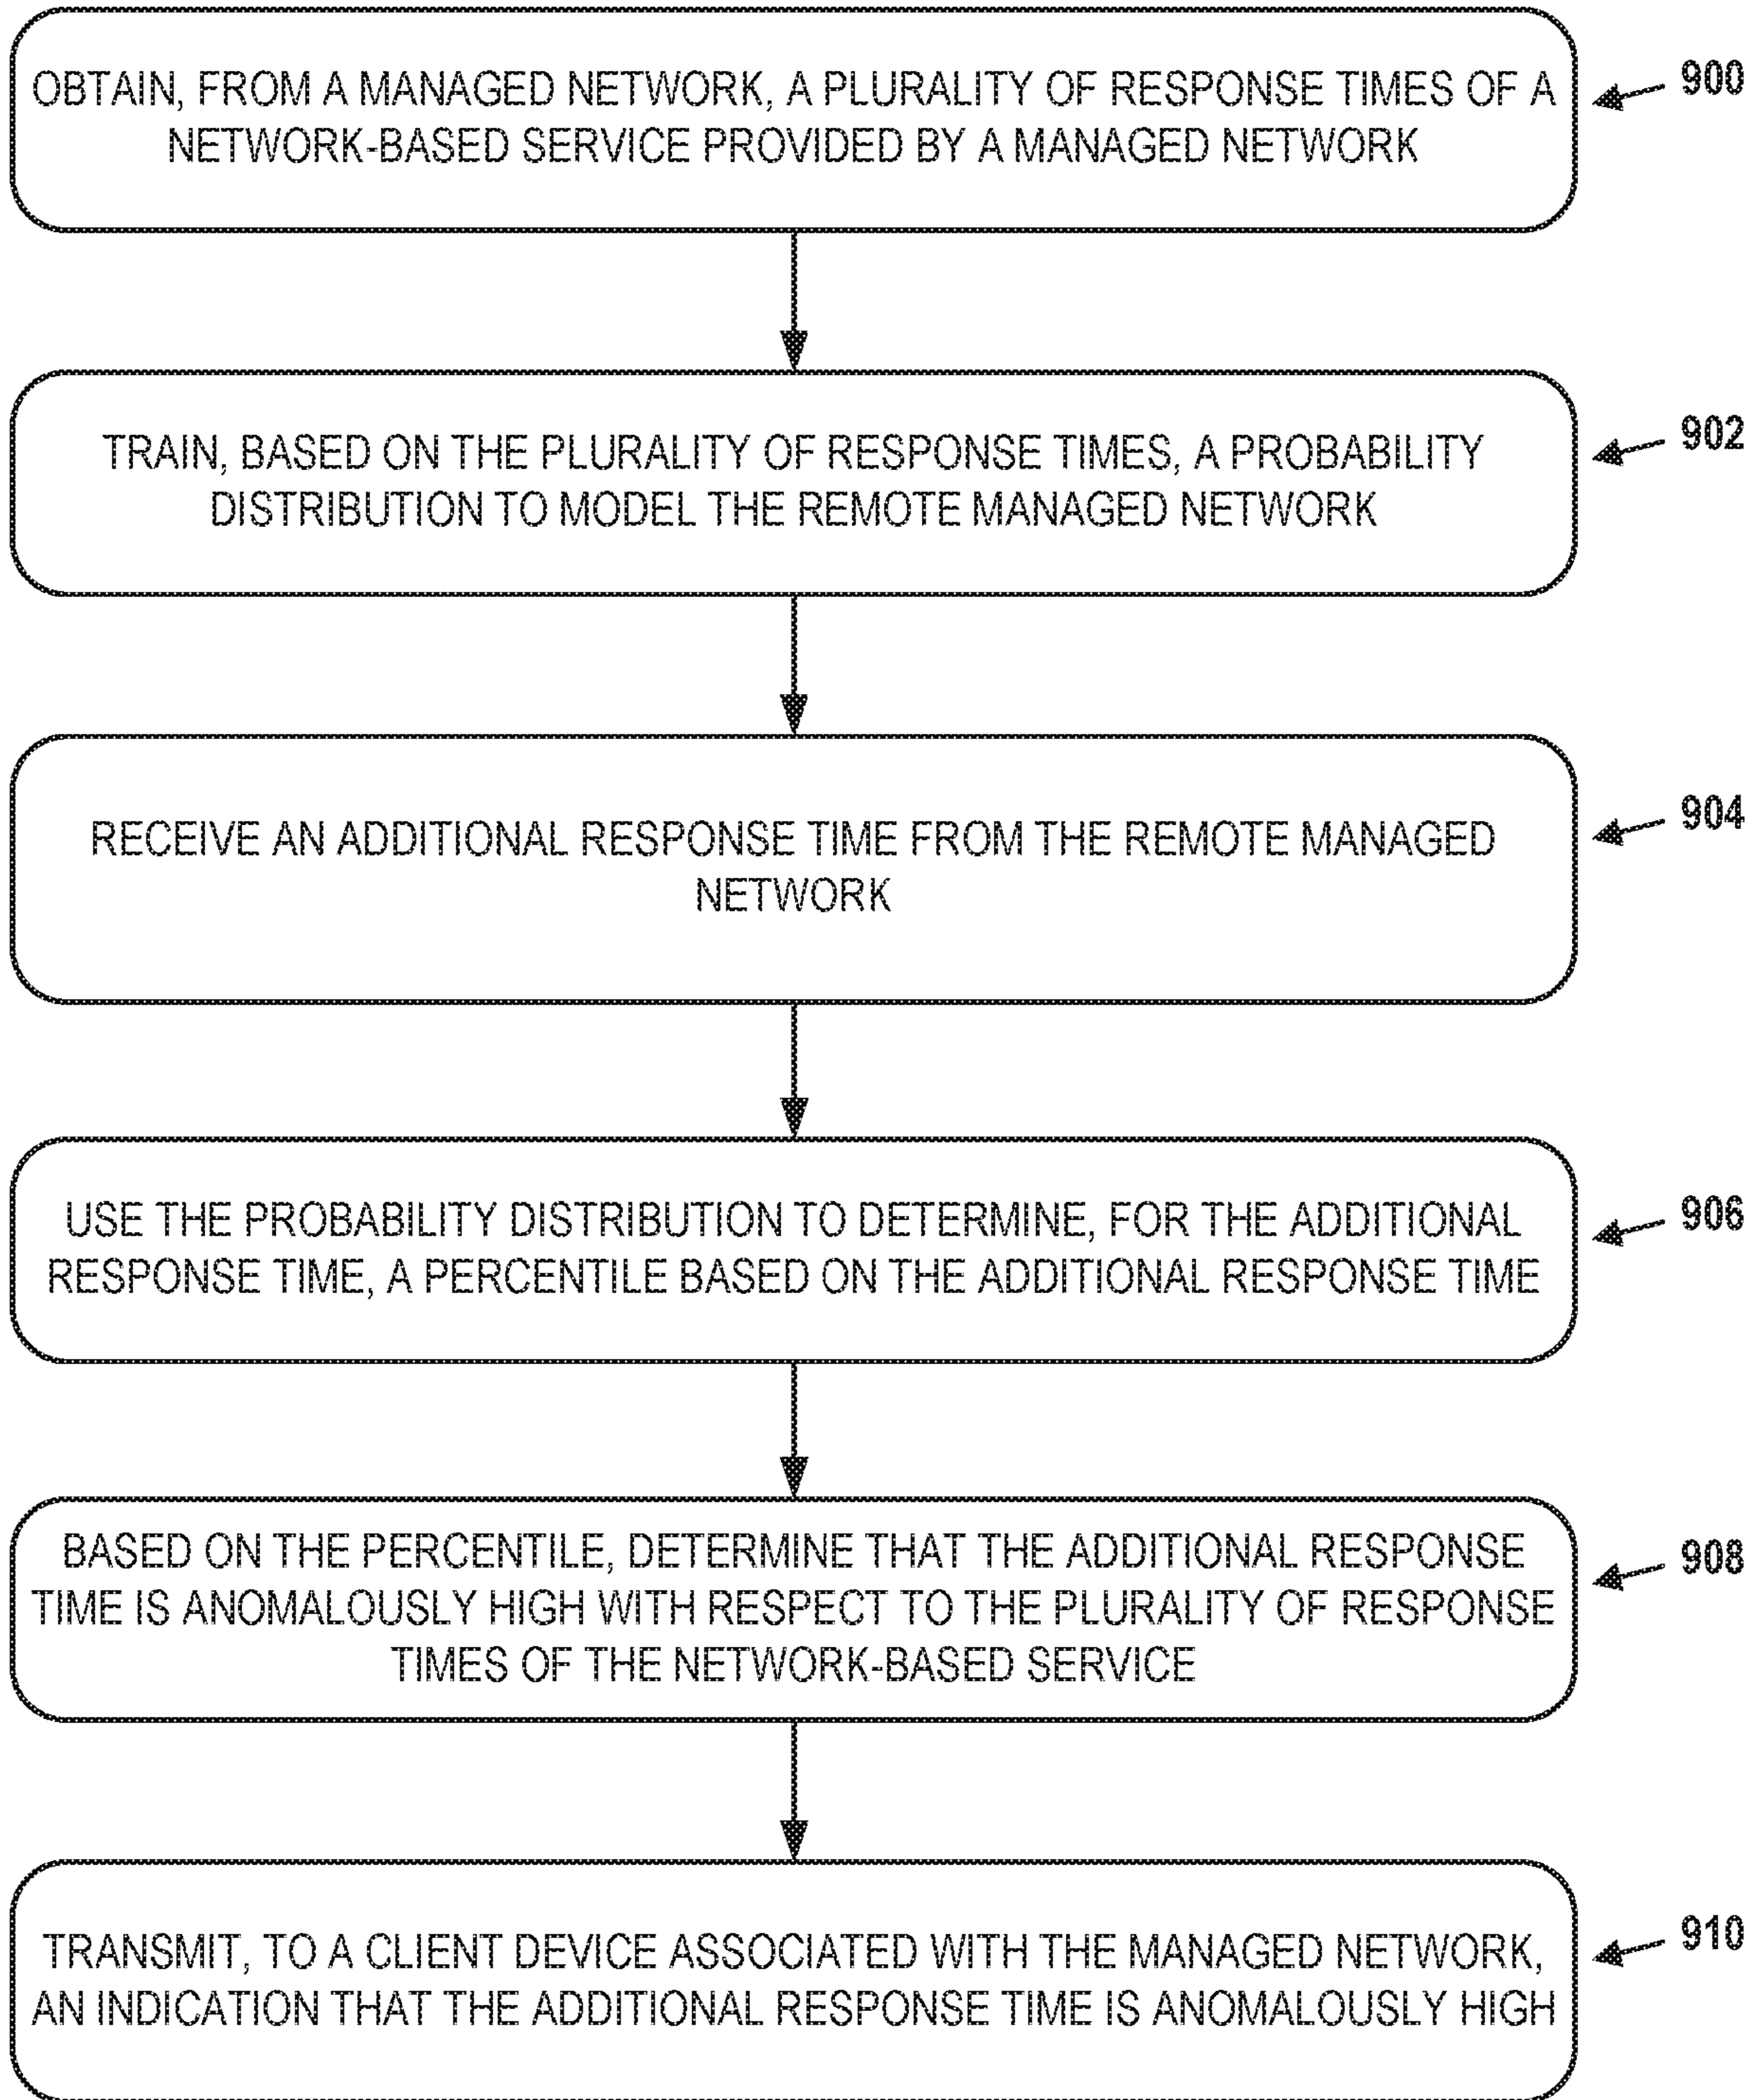 OBTAIN, FROM A MANAGED NETWORK, A PLURALITY OF RESPONSE TIMES OF A
NETWORK-BASED SERVICE PROVIDED BY A MANAGED NETWORK
900
TRAIN, BASED ON THE PLURALITY OF RESPONSE TIMES, A PROBABILITY
DISTRIBUTION TO MODEL THE REMOTE MANAGED NETWORK
902
RECEIVE AN ADDITIONAL RESPONSE TIME FROM THE REMOTE MANAGED
NETWORK
904
USE THE PROBABILITY DISTRIBUTION TO DETERMINE, FOR THE ADDITIONAL
RESPONSE TIME, A PERCENTILE BASED ON THE ADDITIONAL RESPONSE TIME
906
BASED ON THE PERCENTILE, DETERMINE THAT THE ADDITIONAL RESPONSE
TIME IS ANOMALOUSLY HIGH WITH RESPECT TO THE PLURALITY OF RESPONSE
TIMES OF THE NETWORK-BASED SERVICE
908
TRANSMIT, TO A CLIENT DEVICE ASSOCIATED WITH THE MANAGED NETWORK,
AN INDICATION THAT THE ADDITIONAL RESPONSE TIME IS ANOMALOUSLY HIGH
910